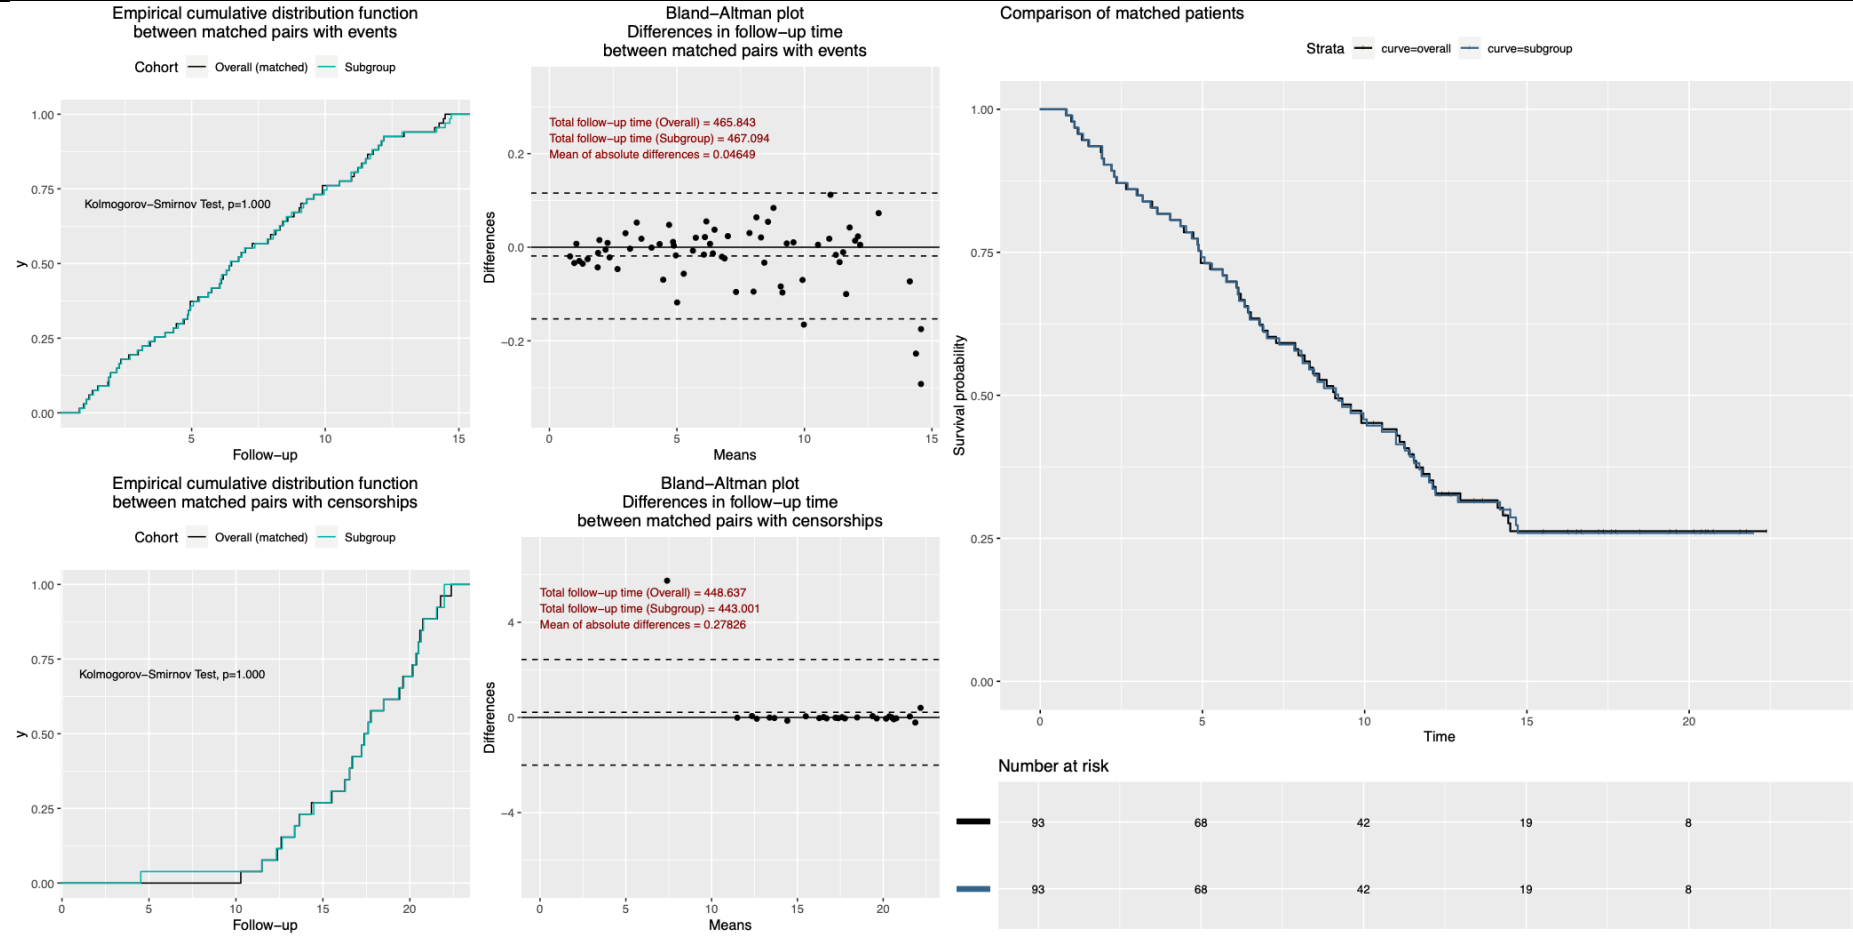 Empirical cumulative distribution function
between matched pairs with events
Cohort Overall (matched) Subgroup
1.00
0.75
0.50
0.25
0.00
y
Kolmogorov−Smirnov Test, p=1.000
5 10 15
Follow−up
Bland−Altman plot
Differences in follow−up time
between matched pairs with events
Total follow−up time (Overall) = 465.843
Total follow−up time (Subgroup) = 467.094
Mean of absolute differences = 0.04649
0.2
0.0
−0.2
Differences
0 5 10 15
Means
Empirical cumulative distribution function
between matched pairs with censorships
Cohort Overall (matched) Subgroup
1.00
0.75
0.50
0.25
0.00
y
Kolmogorov−Smirnov Test, p=1.000
0 5 10 15 20
Follow−up
Bland−Altman plot
Differences in follow−up time
between matched pairs with censorships
Total follow−up time (Overall) = 448.637
Total follow−up time (Subgroup) = 443.001
Mean of absolute differences = 0.27826
4
0
−4
Differences
0 5 10 15 20
Means
Comparison of matched patients
Strata curve=overall curve=subgroup
1.00
0.75
0.50
0.25
0.00
Survival probability
0 5 10 15 20
Time
Number at risk
93 68 42 19 8
93 68 42 19 8